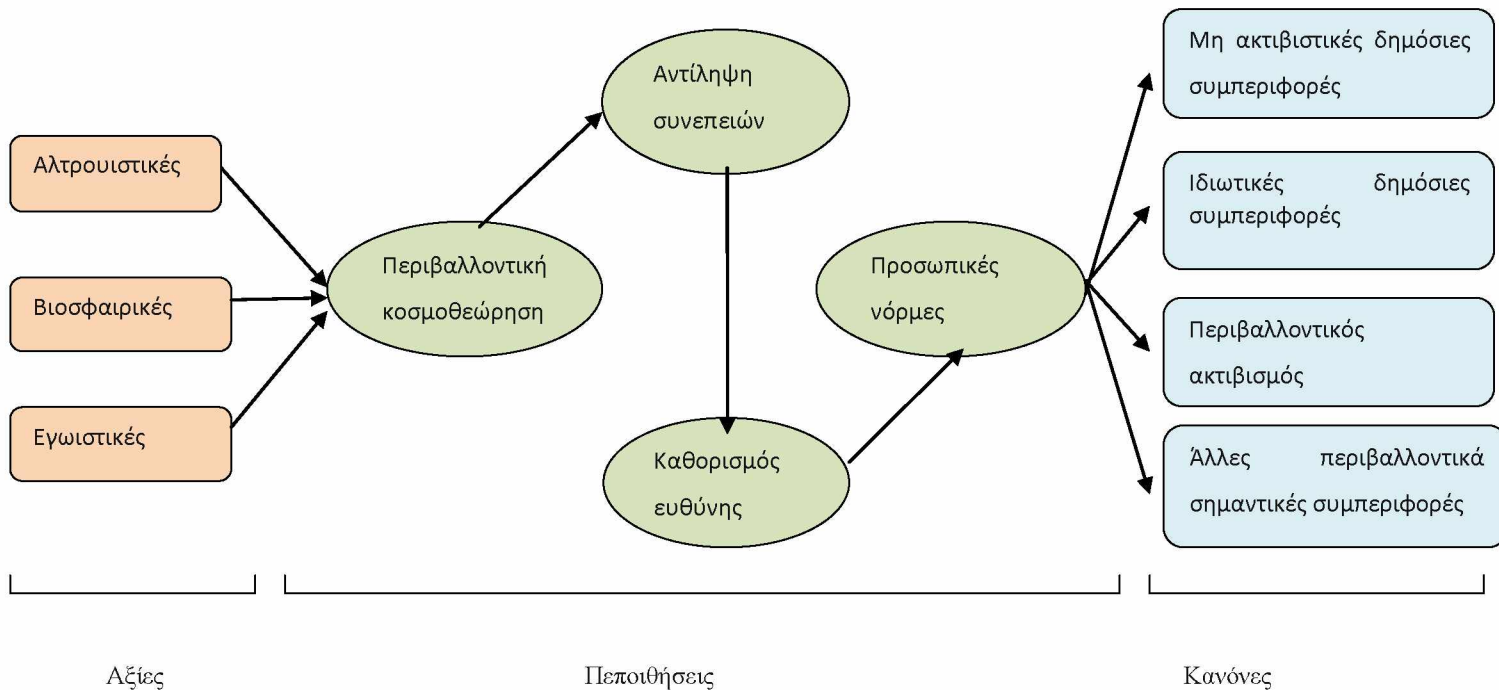 Αλτρουιστικές
Βιοσφαιρικές
Εγωιστικές
Περιβαλλοντική
κοσμοθεώρηση
Αντίληψη
συνεπειών
Καθορισμός
ευθύνης
Προσωπικές
νόρμες
Μη ακτιβιστικές δημόσιες
συμπεριφορές
Ιδιωτικές δημόσιες
συμπεριφορές
Περιβαλλοντικός
ακτιβισμός
Άλλες περιβαλλοντικά
σημαντικές συμπεριφορές
Αξίες
Πεποιθήσεις
Κανόνες